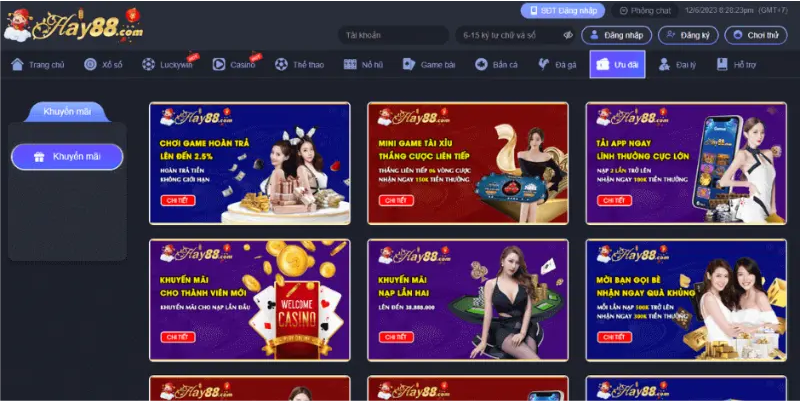 Hay88.com
SĐT Đăng nhập
Phòng chat
12/6/2023 8:28:23pm (GMT+7)
Tài khoản
6-15 ký tự chữ và số
Đăng nhập
Đăng ký
Chơi thử
Trang chủ
Xổ số
Luckywin
Casino
Thể thao
Nổ hũ
Game bài
Bắn cá
Đá gà
Ưu đãi
Đại lý
Hỗ trợ
Khuyến mãi
Khuyến mãi
Hay88.com
CHƠI GAME HOÀN TRẢ
LÊN ĐẾN 2.5%
HOÀN TRẢ TIỀN
KHÔNG GIỚI HẠN
CHI TIẾT
Hay88.com
MINI GAME TÀI XỈU
THẮNG CƯỢC LIÊN TIẾP
THẮNG LIÊN TIẾP 06 VÒNG CƯỢC
NHẬN NGAY 150K TIỀN THƯỞNG
CHI TIẾT
Hay88.com
TẢI APP NGAY
LĨNH THƯỞNG CỰC LỚN
NẠP 2 LẦN TRỞ LÊN
NHẬN NGAY 100K TIỀN THƯỞNG
CHI TIẾT
Hay88.com
KHUYẾN MÃI
CHO THÀNH VIÊN MỚI
KHUYẾN MÃI CHO NẠP LẦN ĐẦU
CHI TIẾT
WELCOME
CASINO
Hay88.com
KHUYẾN MÃI
NẠP LẦN HAI
LÊN ĐẾN 38.888.000
CHI TIẾT
Hay88.com
MỜI BẠN GỌI BÈ
NHẬN NGAY QUÀ KHỦNG
MỖI LẦN NẠP 100K TRỞ LÊN
NHẬN NGAY 300K TIỀN THƯỞNG
CHI TIẾT
Hay88.com
Hay88.com
Hay88.com